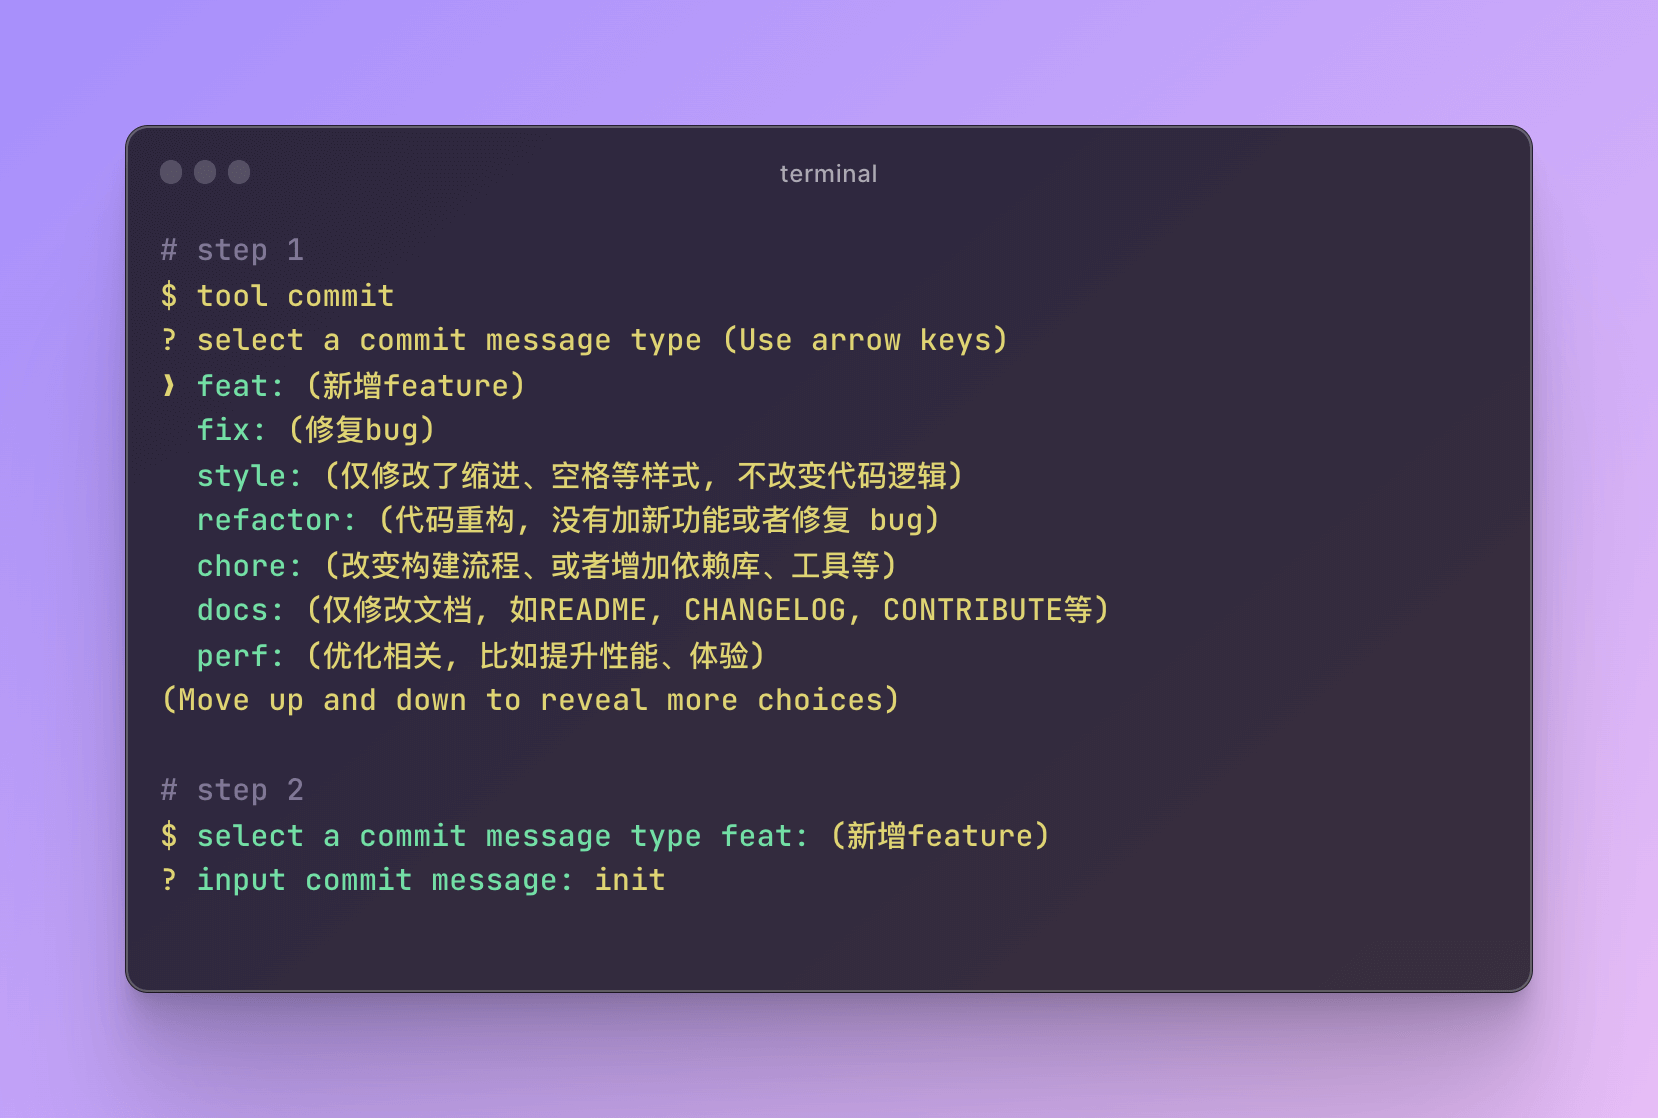 terminal
# step 1
$ tool commit
? select a commit message type (Use arrow keys)
❯ feat: (新增feature)
fix: (修复bug)
style: (仅修改了缩进、空格等样式, 不改变代码逻辑)
refactor: (代码重构, 没有加新功能或者修复 bug)
chore: (改变构建流程、或者增加依赖库、工具等)
docs: (仅修改文档, 如README, CHANGELOG, CONTRIBUTE等)
perf: (优化相关, 比如提升性能、体验)
(Move up and down to reveal more choices)
# step 2
$ select a commit message type feat: (新增feature)
? input commit message: init